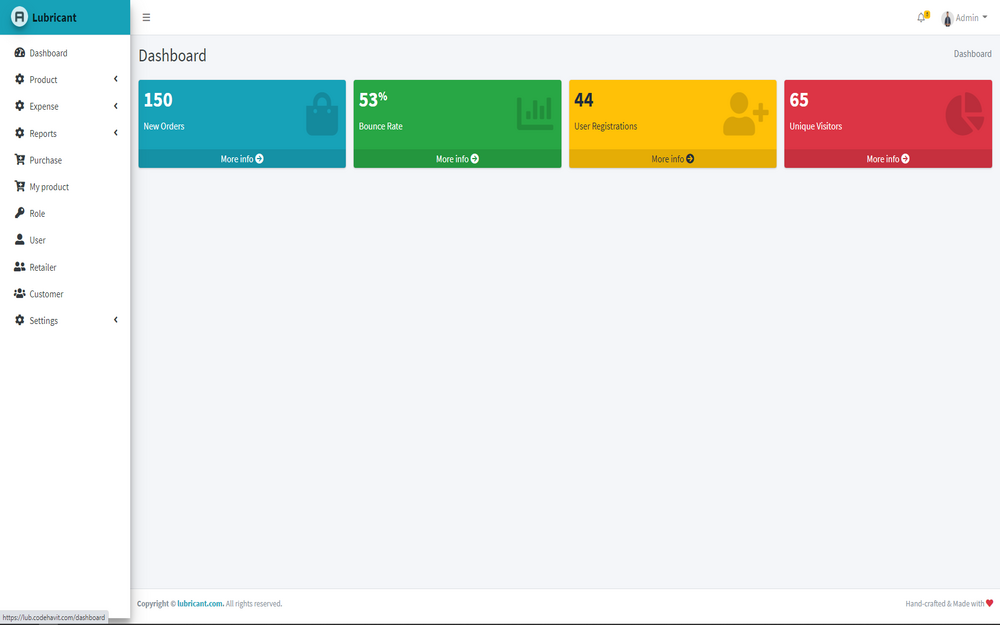 Lubricant
Admin
Dashboard
Product
Expense
Reports
Purchase
My product
Role
User
Retailer
Customer
Settings
Dashboard
Dashboard
150
New Orders
More info
53%
Bounce Rate
More info
44
User Registrations
More info
65
Unique Visitors
More info
Copyright © lubricant.com. All rights reserved.
Hand-crafted & Made with
https://lub.codehavit.com/dashboard